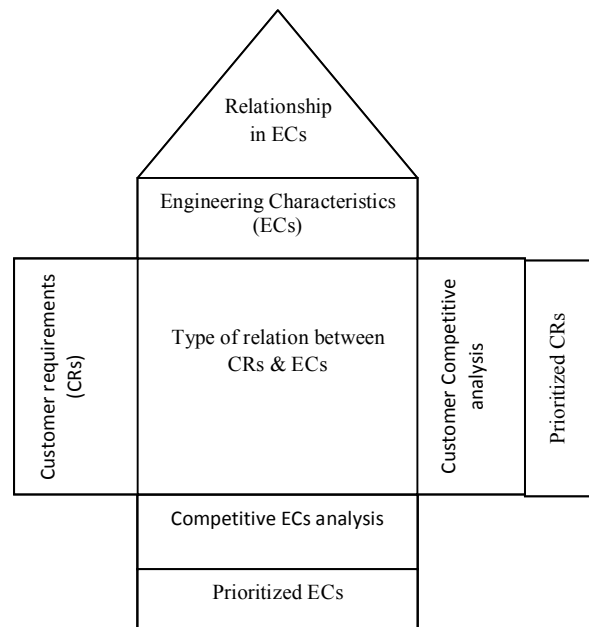 Relationship
in ECs
Engineering Characteristics
(ECs)
Customer requirements
(CRs)
Type of relation between
CRs & ECs
Customer Competitive
analysis
Prioritized CRs
Competitive ECs analysis
Prioritized ECs